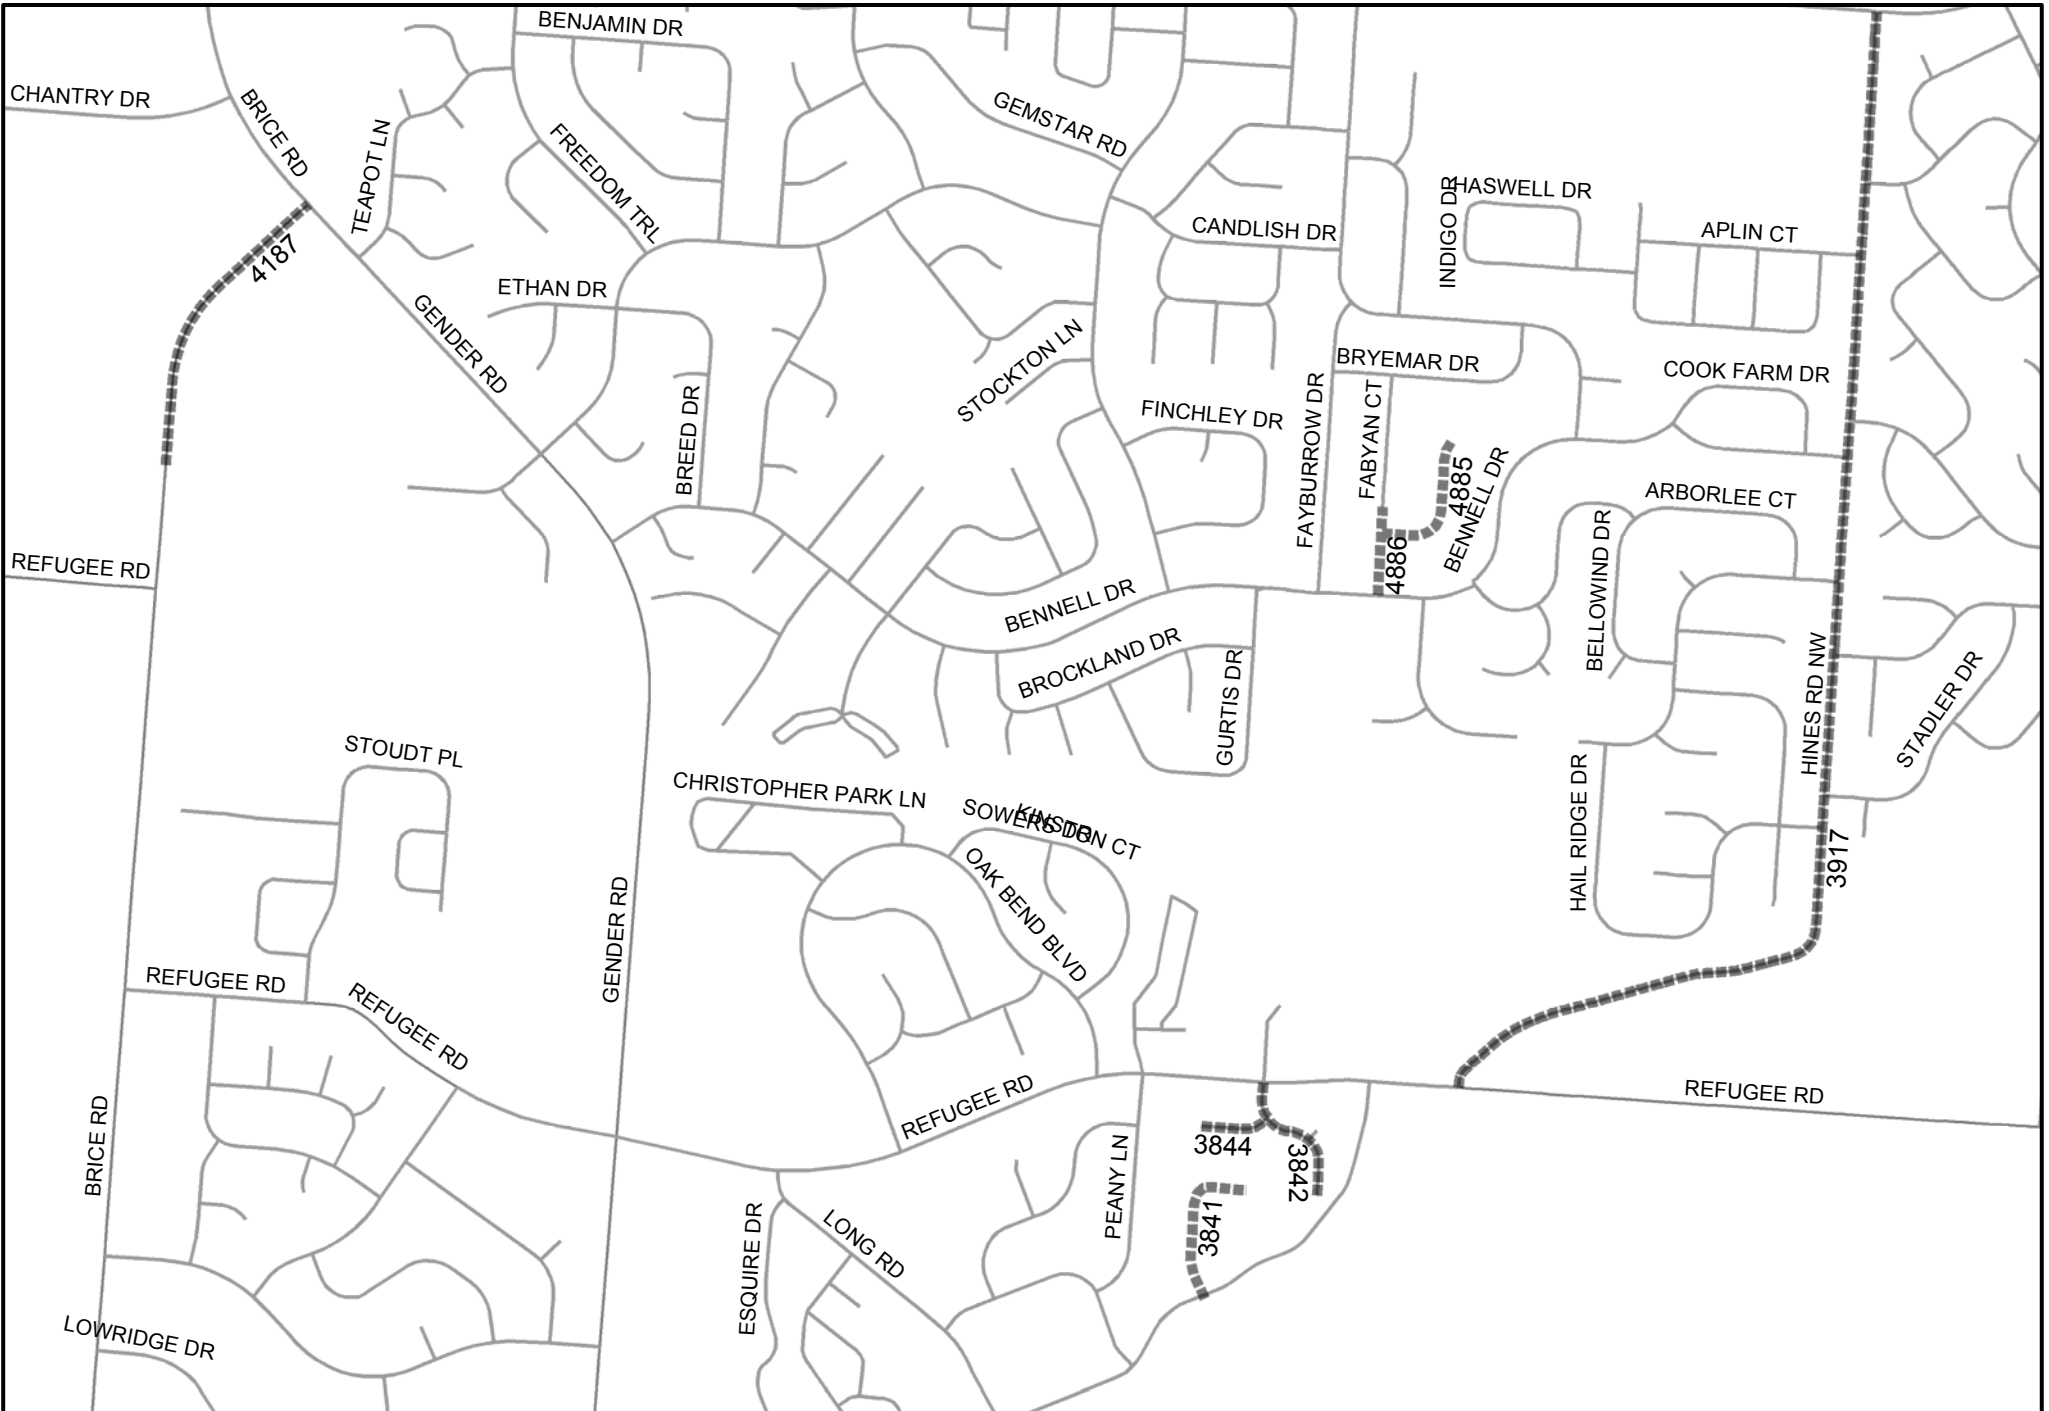 BENJAMIN DR
CHANTRY DR
BRICE RD
TEAPOT LN
FREEDOM TRL
GEMSTAR RD
HASWELL DR
INDIGO DR
APLIN CT
CANDLISH DR
4187
ETHAN DR
GENDER RD
STOCKTON LN
BRYEMAR DR
COOK FARM DR
BREED DR
FINCHLEY DR
FAYBURROW DR
FABYAN CT
4885
BENNELL DR
ARBORLEE CT
4886
BELLOWIND DR
REFUGEE RD
BENNELL DR
BROCKLAND DR
GURTIS DR
HINES RD NW
STADLER DR
STOUDT PL
CHRISTOPHER PARK LN
SOWERS DR
KINSTON CT
HAIL RIDGE DR
3917
OAK BEND BLVD
GENDER RD
REFUGEE RD
REFUGEE RD
REFUGEE RD
REFUGEE RD
BRICE RD
PEANY LN
3844
3842
3841
ESQUIRE DR
LONG RD
LOWRIDGE DR